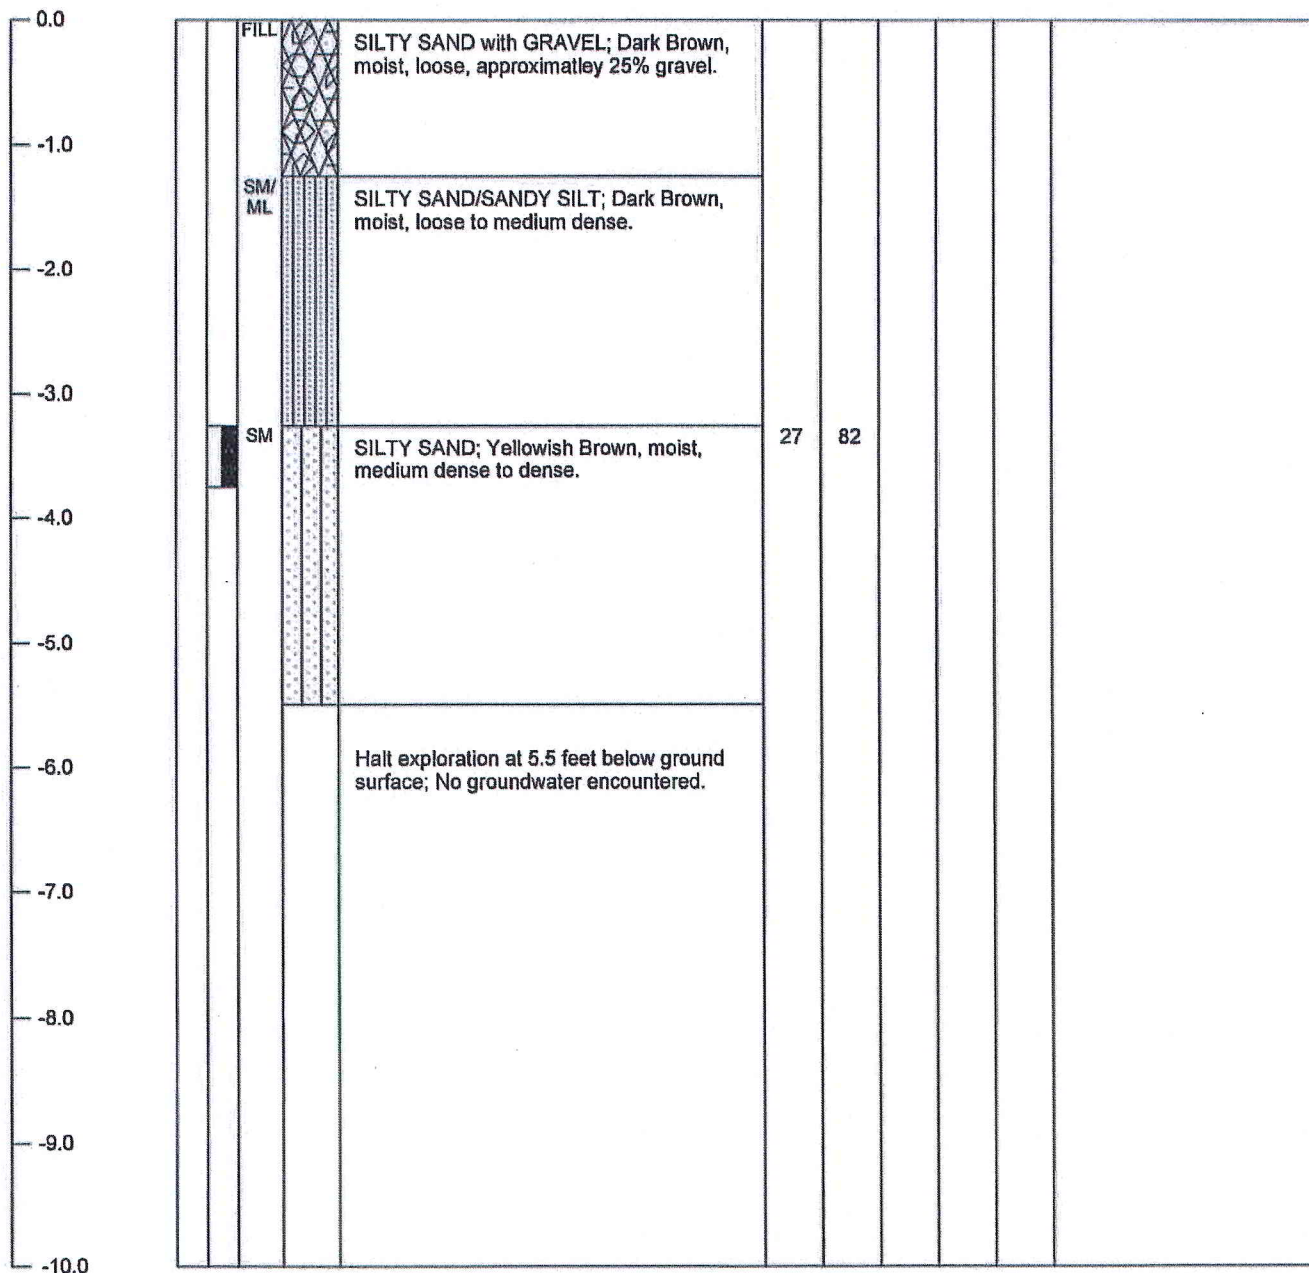 0.0
FILL
SILTY SAND with GRAVEL; Dark Brown,
moist, loose, approximatley 25% gravel.
-1.0
SM/
ML
SILTY SAND/SANDY SILT; Dark Brown,
moist, loose to medium dense.
-2.0
-3.0
SM
SILTY SAND; Yellowish Brown, moist,
medium dense to dense.
27 82
-4.0
-5.0
Halt exploration at 5.5 feet below ground
surface; No groundwater encountered.
-6.0
-7.0
-8.0
-9.0
-10.0